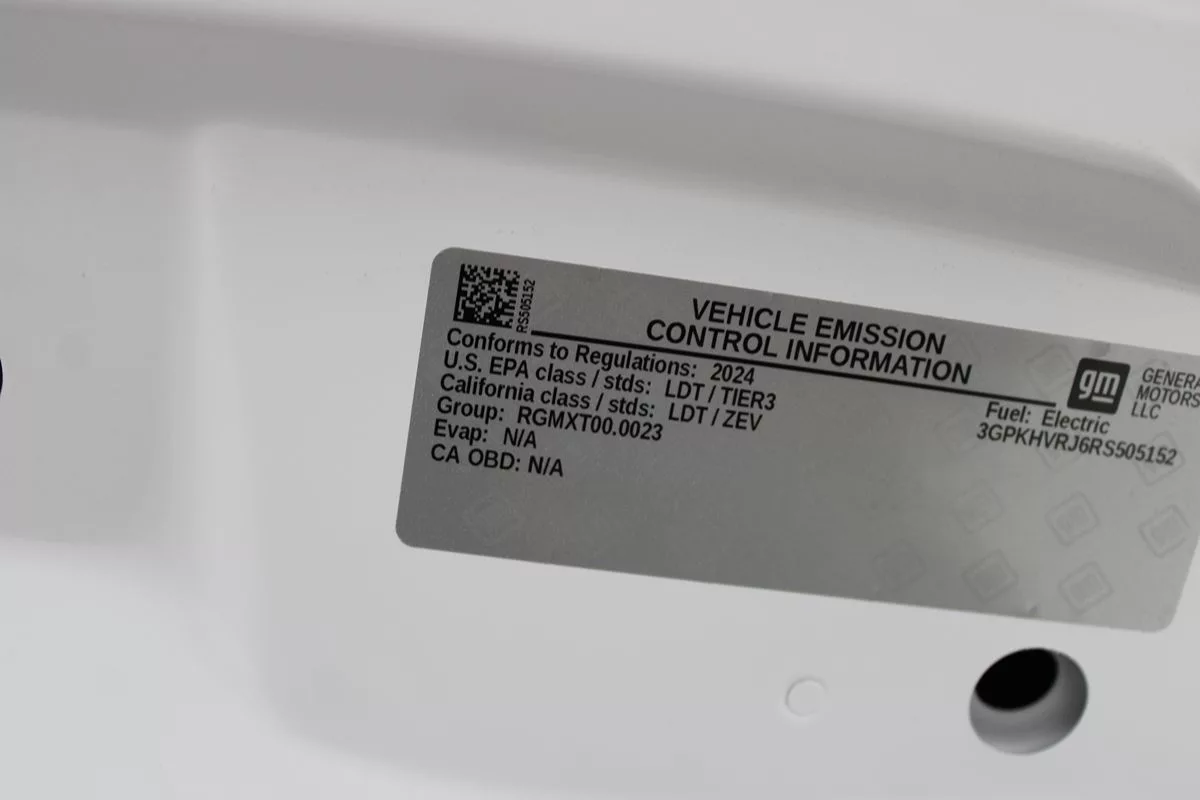 RS505152
VEHICLE EMISSION
CONTROL INFORMATION
gm
MOTORS
LLC
Conforms to Regulations: 2024
U.S. EPA class / stds: LDT / TIER3
California class / stds: LDT / ZEV
Group: RGMXT00.0023
Evap: N/A
CA OBD: N/A
Fuel: Electric
3GPKHVRJ6RS505152